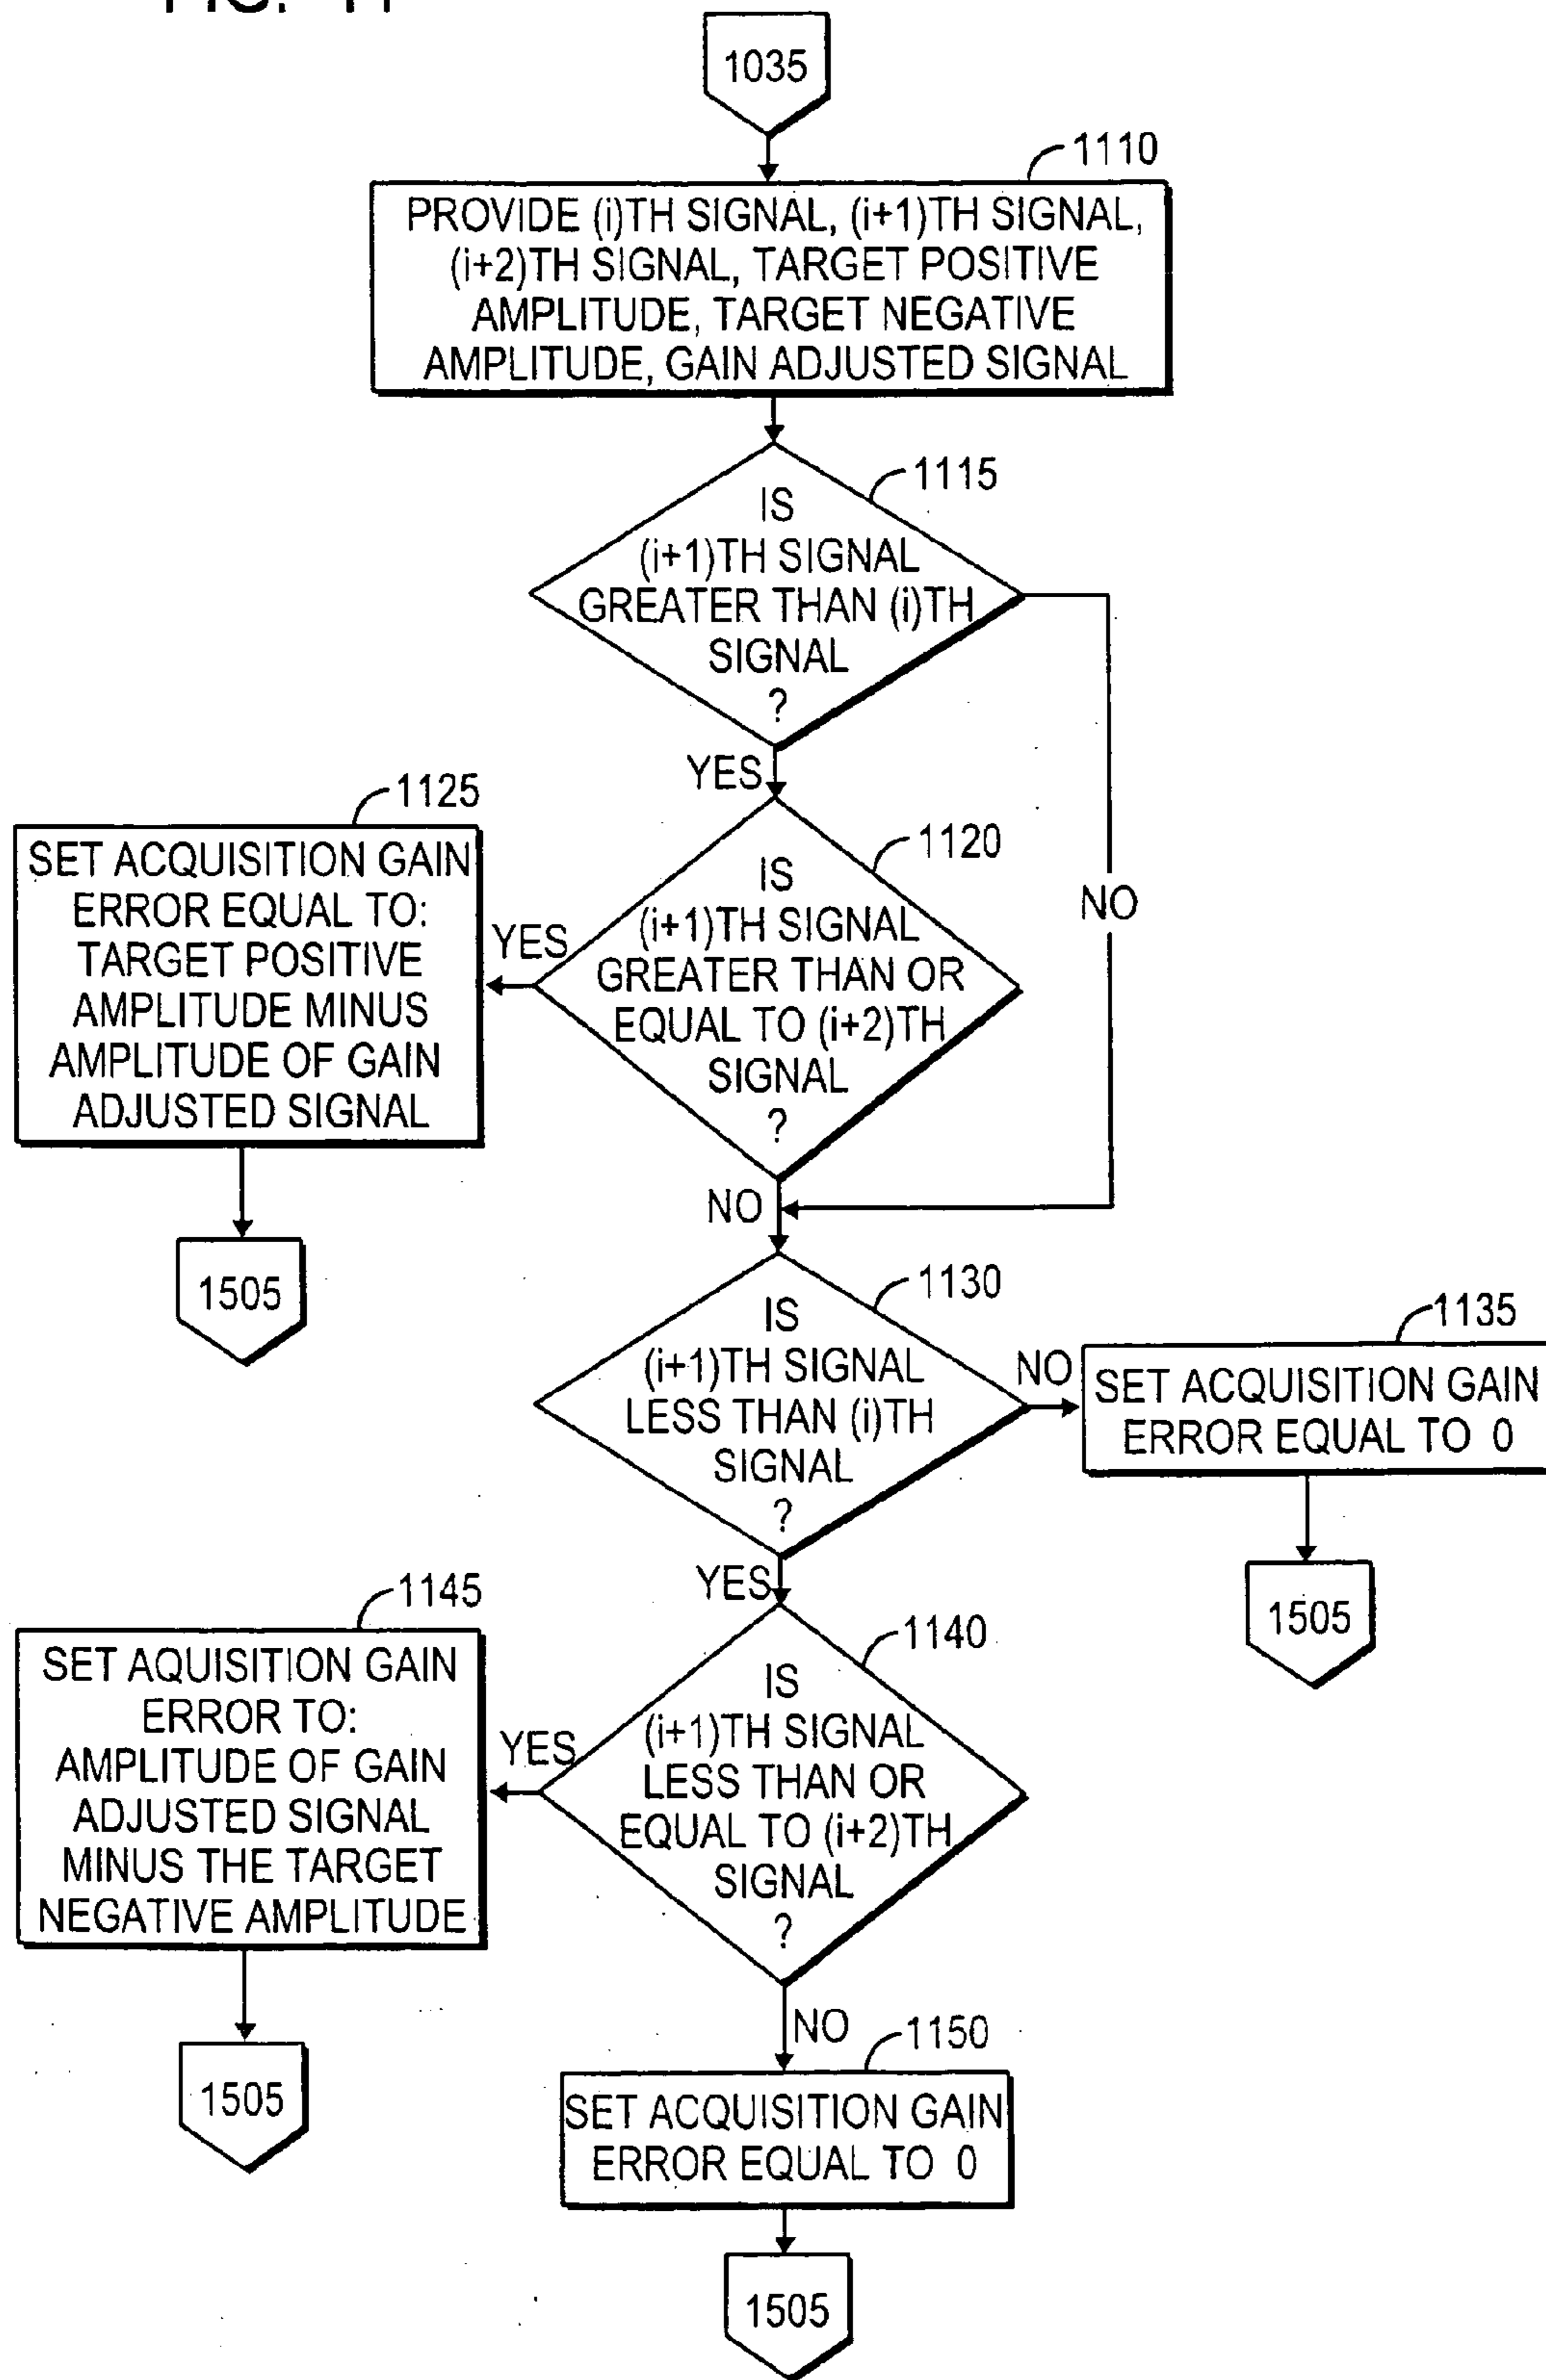 FIG. 11
1035
1110
PROVIDE (i)TH SIGNAL, (i+1)TH SIGNAL,
(i+2)TH SIGNAL, TARGET POSITIVE
AMPLITUDE, TARGET NEGATIVE
AMPLITUDE, GAIN ADJUSTED SIGNAL
1115
IS
(i+1)TH SIGNAL
GREATER THAN (i)TH
SIGNAL
?
YES
NO
1120
IS
(i+1)TH SIGNAL
GREATER THAN OR
EQUAL TO (i+2)TH
SIGNAL
?
YES
1125
SET ACQUISITION GAIN
ERROR EQUAL TO:
TARGET POSITIVE
AMPLITUDE MINUS
AMPLITUDE OF GAIN
ADJUSTED SIGNAL
1505
NO
1130
IS
(i+1)TH SIGNAL
LESS THAN (i)TH
SIGNAL
?
NO
1135
SET ACQUISITION GAIN
ERROR EQUAL TO 0
1505
YES
1140
IS
(i+1)TH SIGNAL
LESS THAN OR
EQUAL TO (i+2)TH
SIGNAL
?
YES
1145
SET AQUISITION GAIN
ERROR TO:
AMPLITUDE OF GAIN
ADJUSTED SIGNAL
MINUS THE TARGET
NEGATIVE AMPLITUDE
1505
NO
1150
SET ACQUISITION GAIN
ERROR EQUAL TO 0
1505